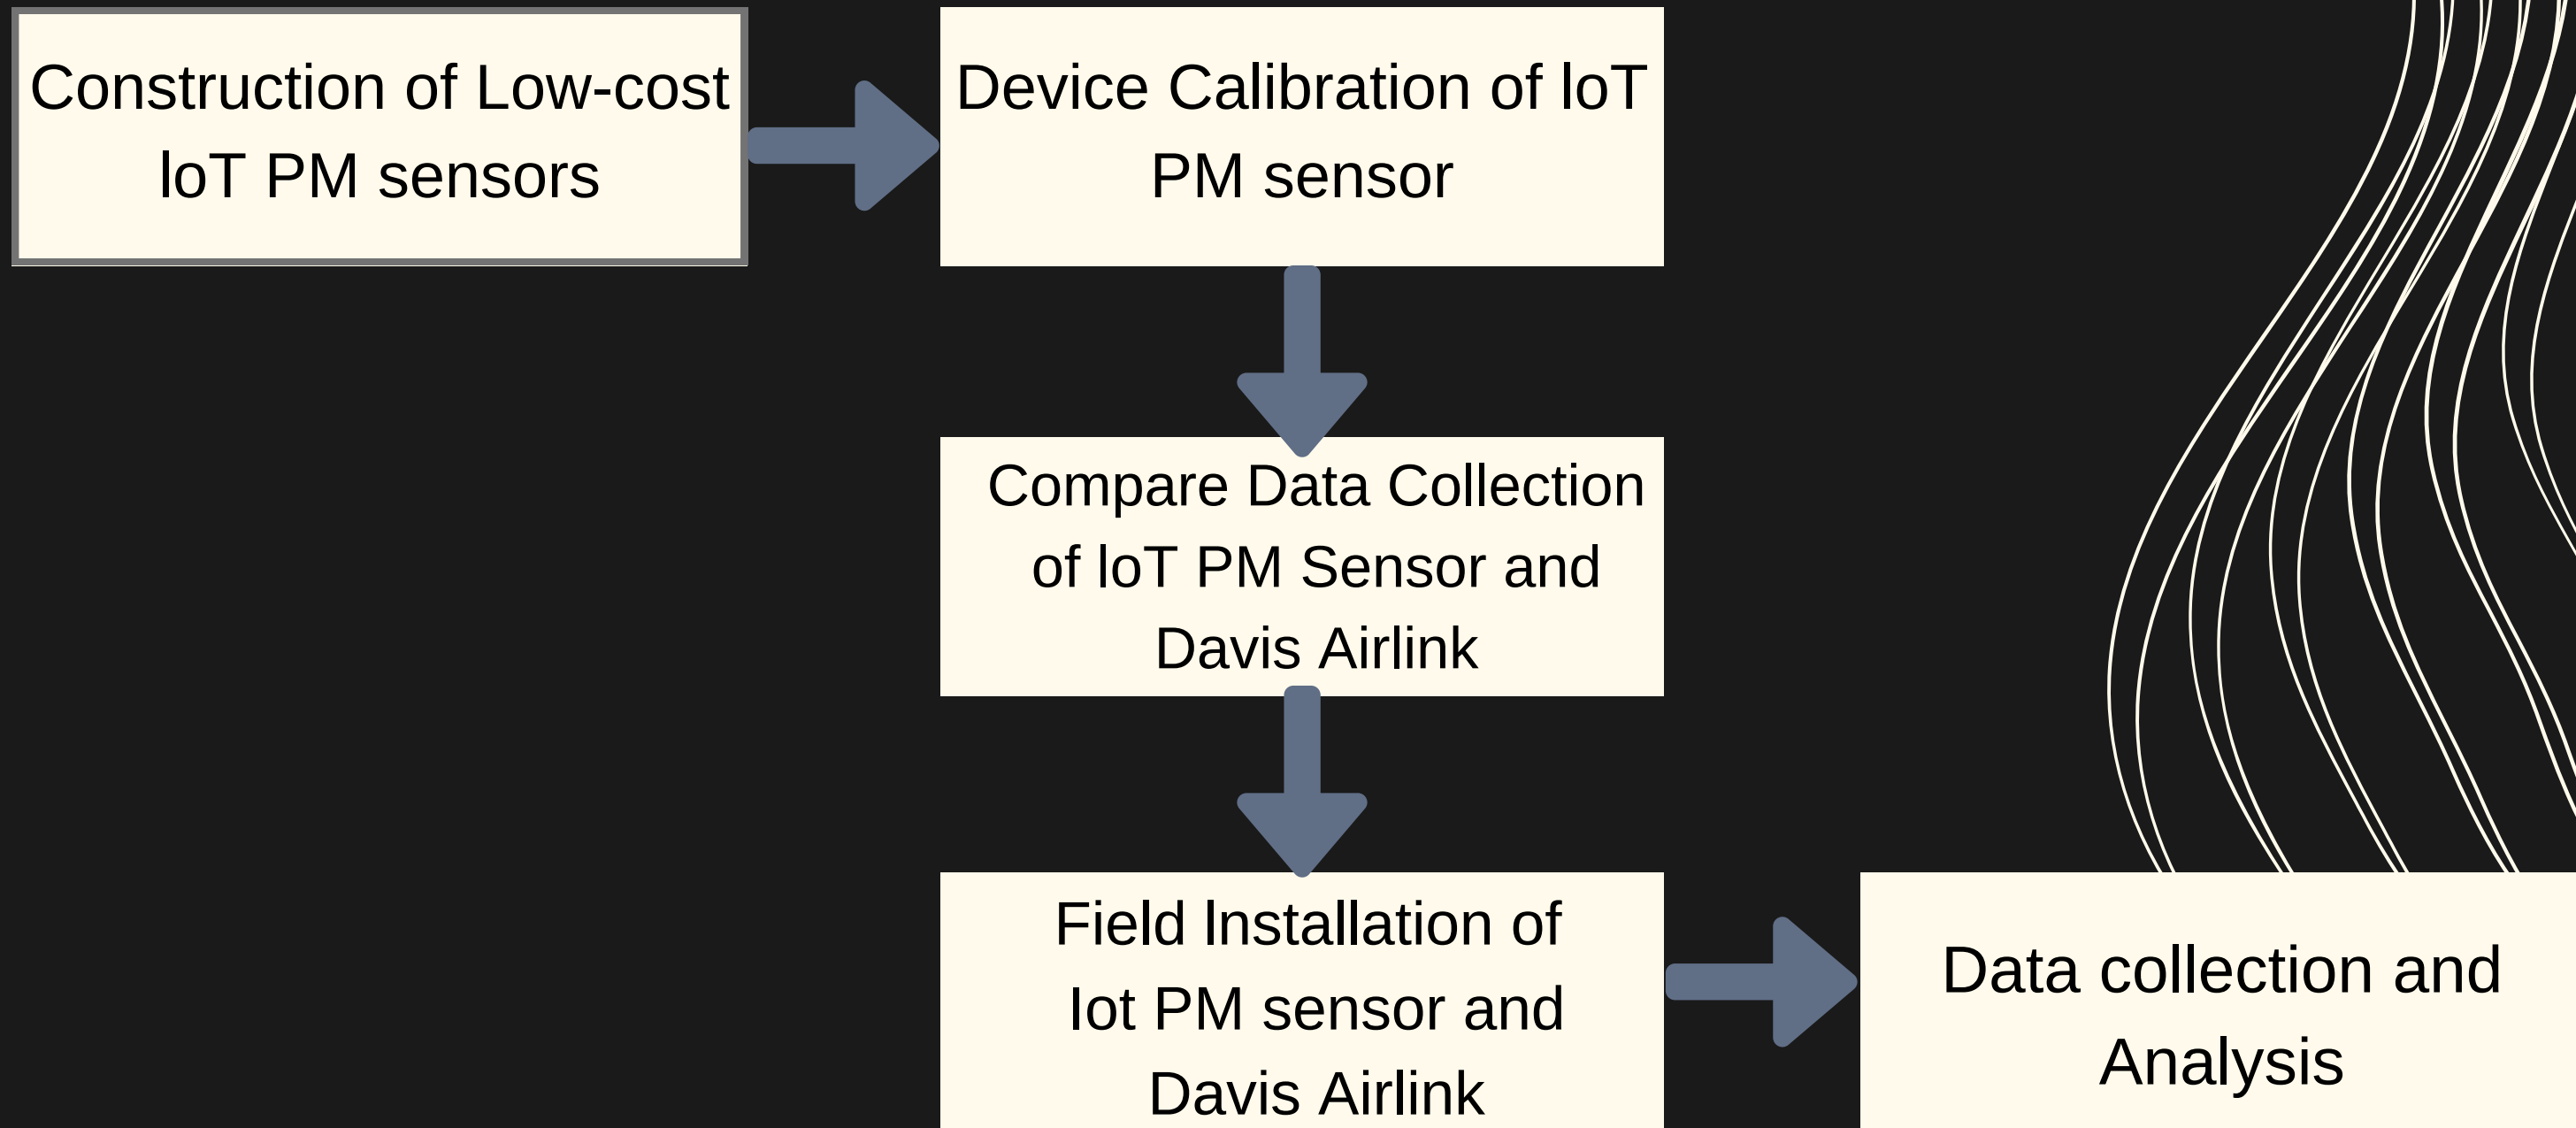 Construction of Low-cost
IoT PM sensors
Device Calibration of IoT
PM sensor
Compare Data Collection
of IoT PM Sensor and
Davis Airlink
Field Installation of
Iot PM sensor and
Davis Airlink
Data collection and
Analysis